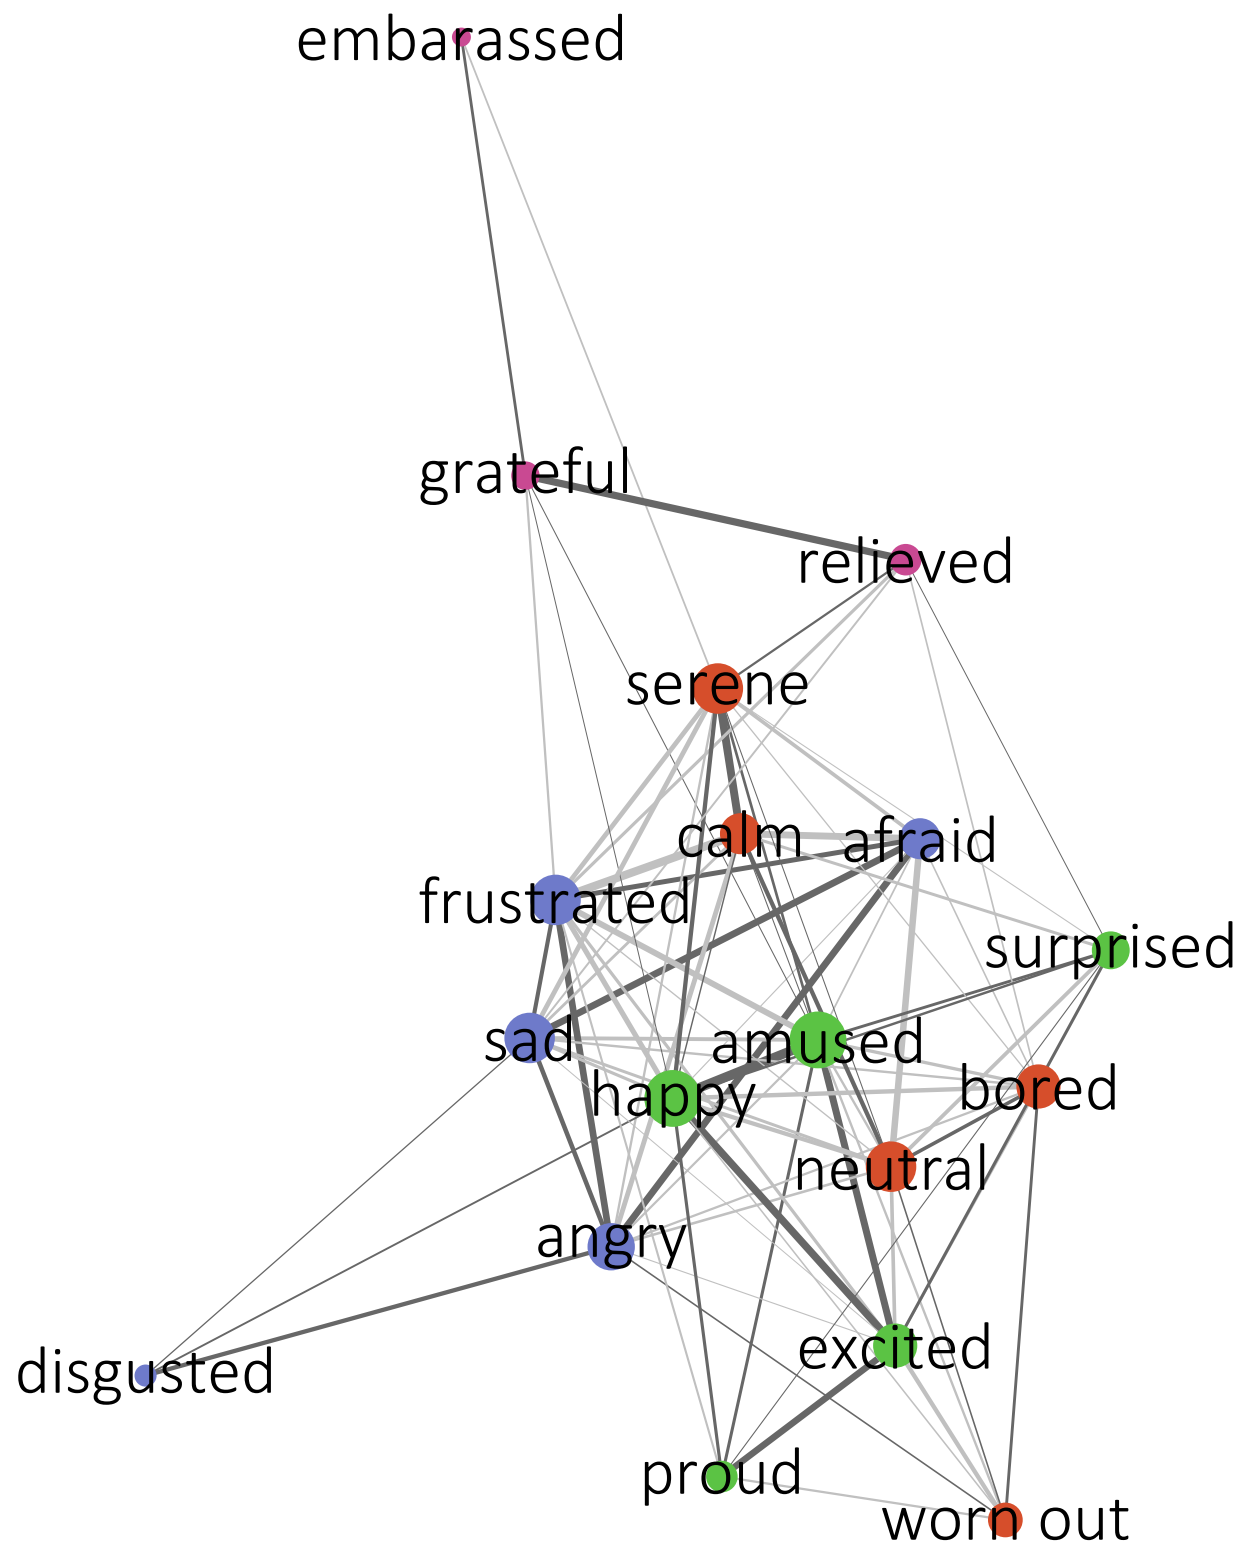 embarassed
grateful
relieved
serene
calm
afraid
frustrated
surprised
sad
amused
happy
bored
neutral
angry
excited
disgusted
proud
worn out